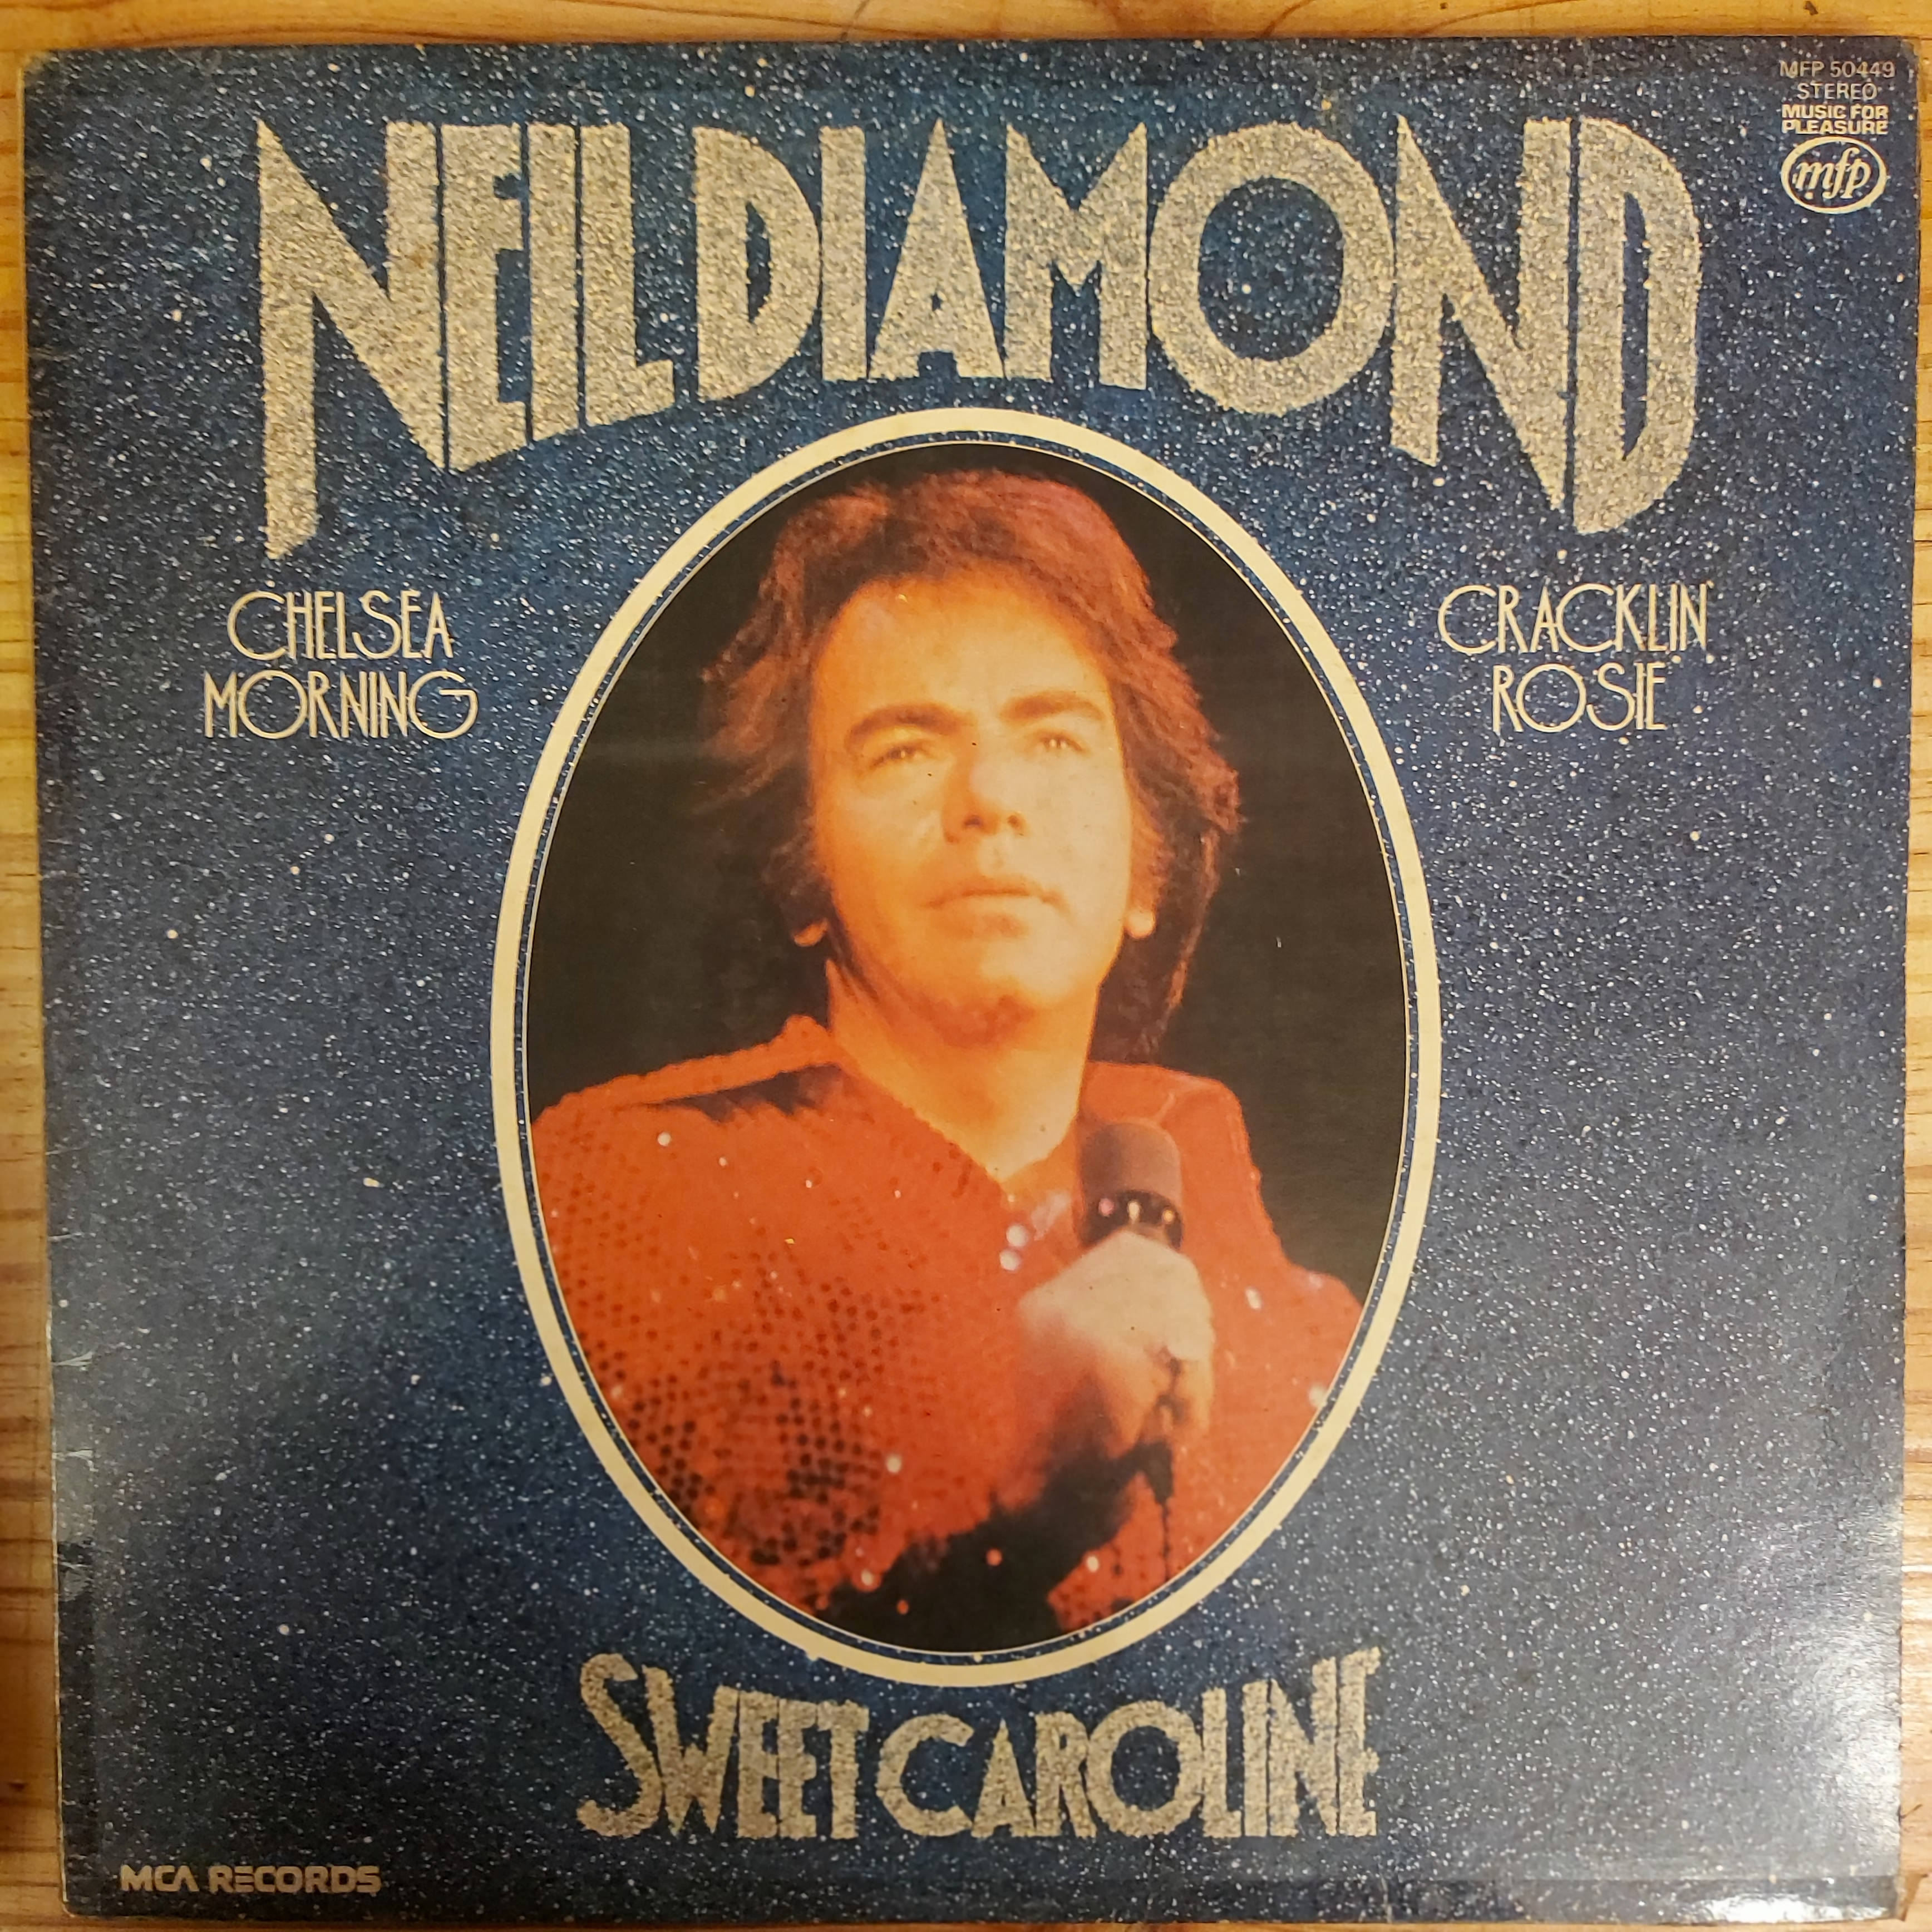 MFP 50449
STEREO
MUSIC FOR
PLEASURE
mfp
NEIL DIAMOND
CHELSEA
MORNING
CRACKLIN
ROSIE
SWEET CAROLINE
MCA RECORDS